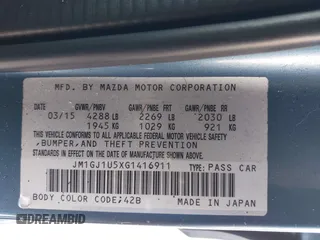 MFD. BY MAZDA MOTOR CORPORATION
DATE GVWR/PNBV GAWR/PNBE FRT GAWR/PNBE RR
03/15 4288 LB 2269 LB 2030 LB
1945 KG 1029 KG 921 KG
THIS VEHICLE CONFORMS TO ALL APPLICABLE FEDERAL MOTOR VEHICLE SAFETY,
BUMPER, AND THEFT PREVENTION
STANDARDS IN EFFECT ON THE DATE OF MANUFACTURE SHOWN ABOVE.
JM1GJ1U5XG1416911 TYPE: PASS CAR
BODY COLOR CODE;42B MADE IN JAPAN
DREAMBID